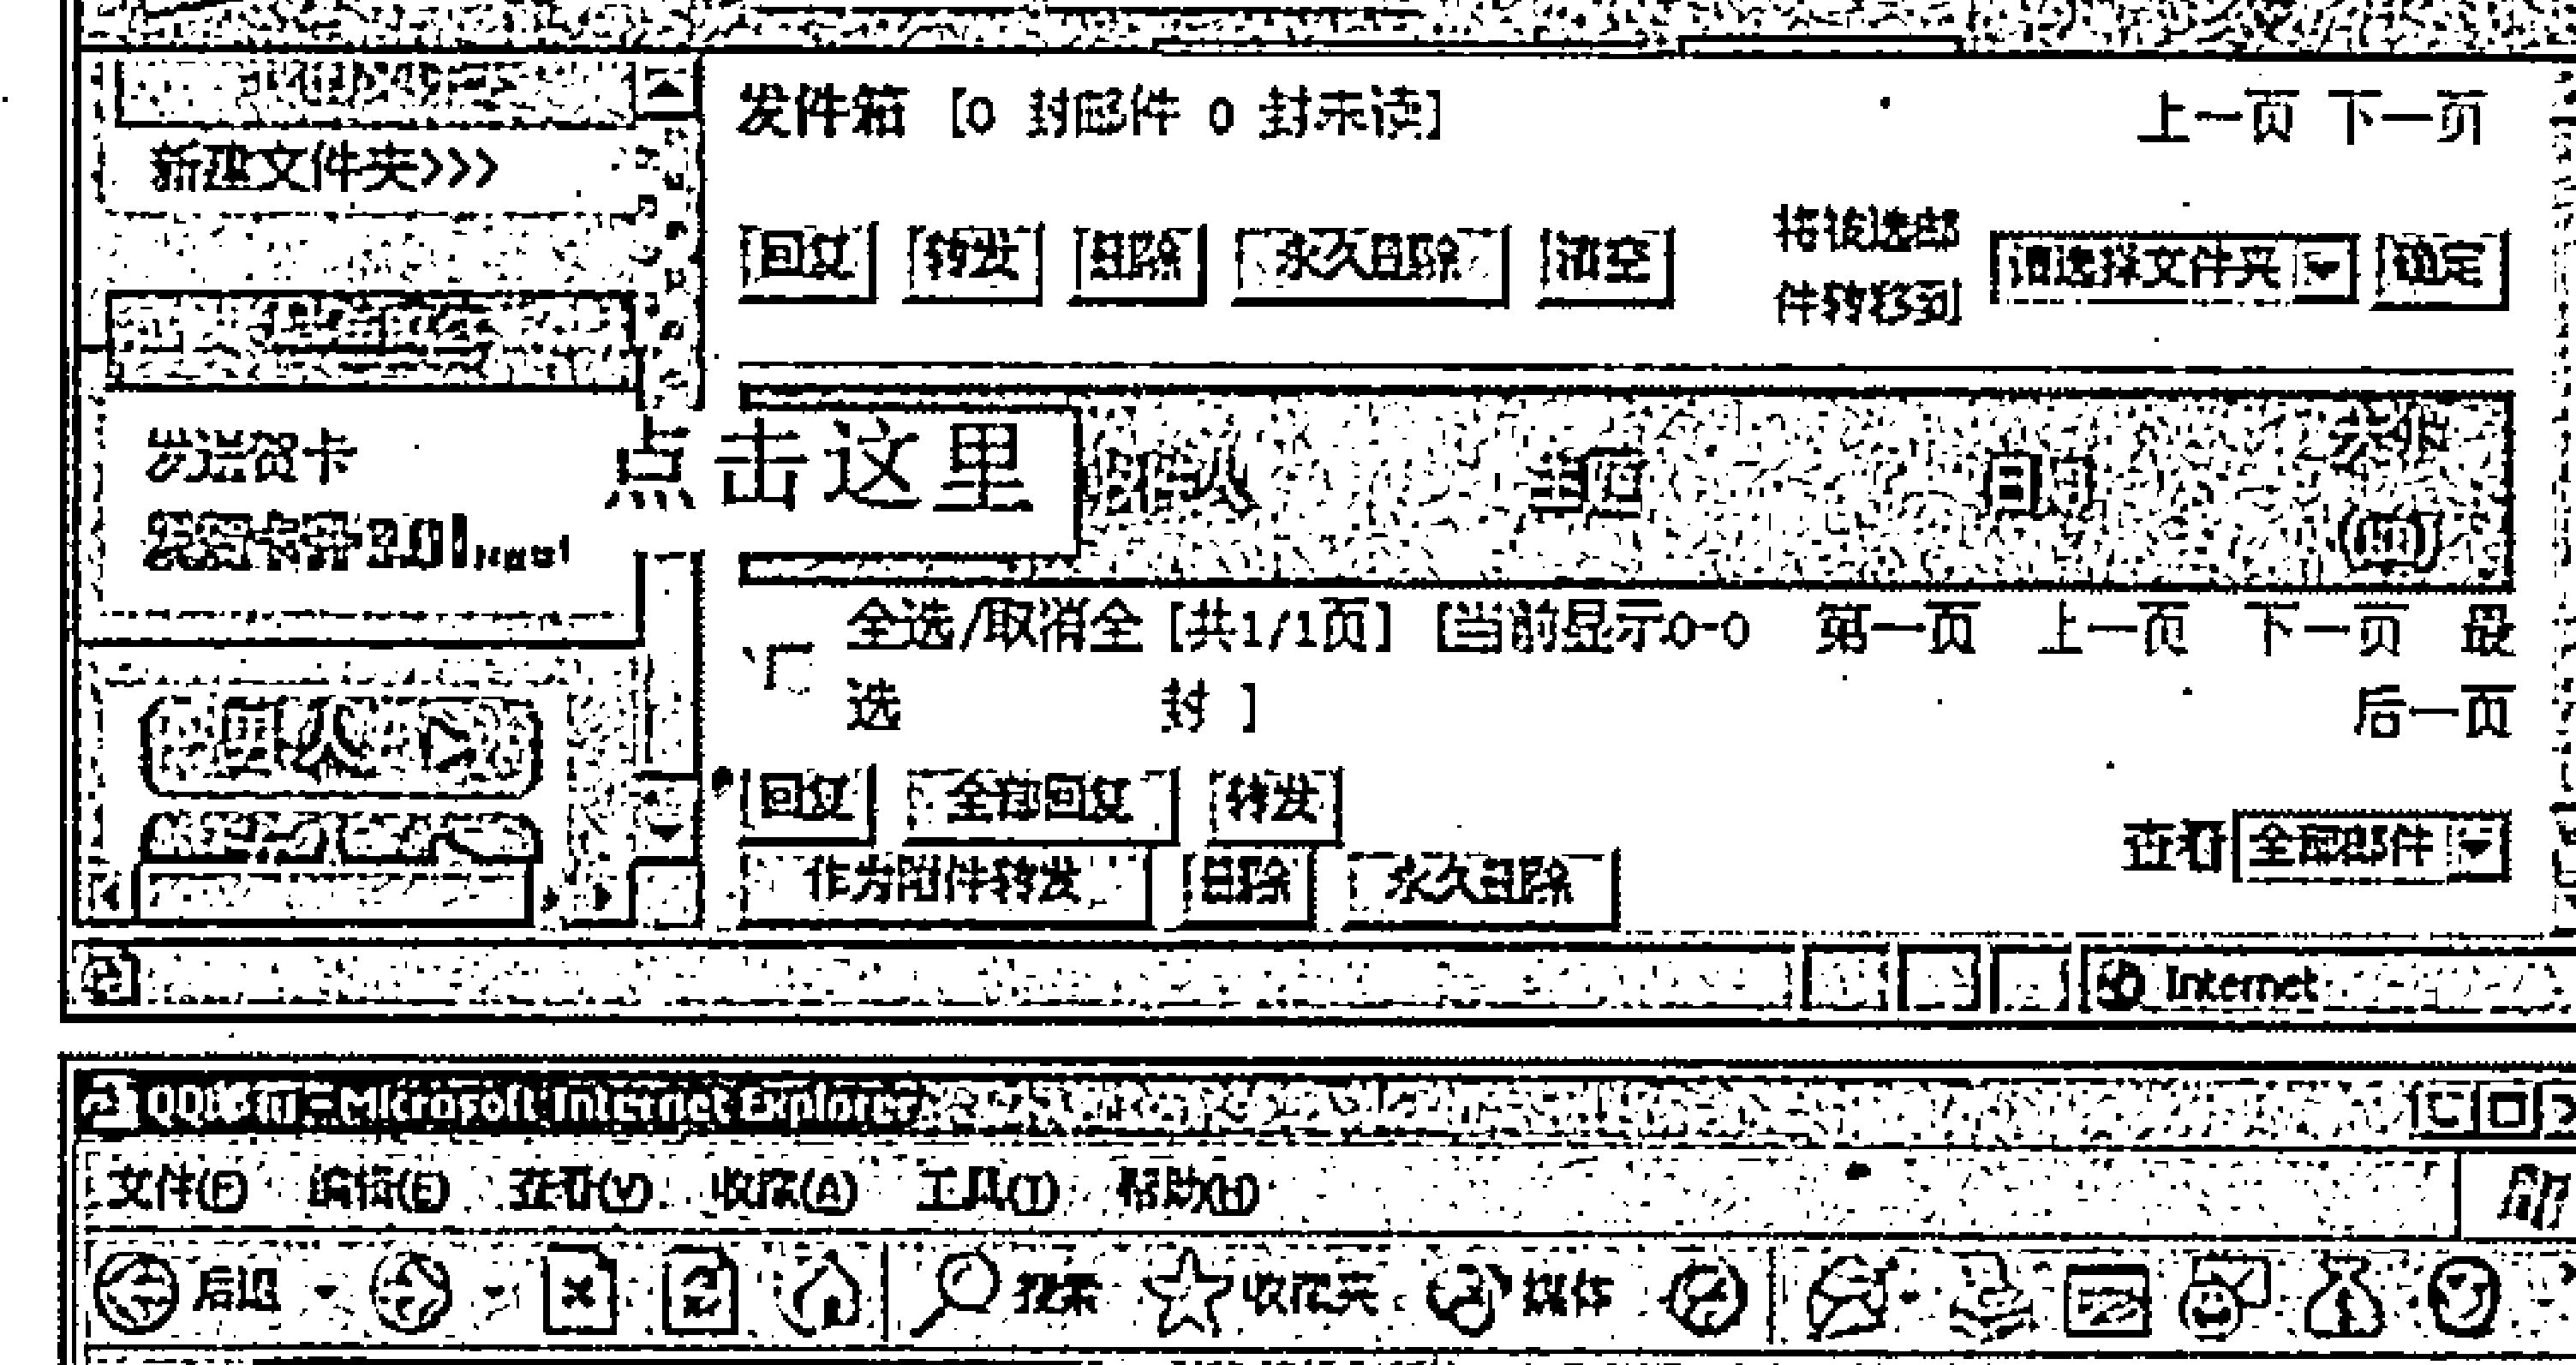 发件箱 [0 封邮件 0 封未读] 上一页 下一页
新建文件夹>>>
回复 转发 删除 永久删除 清空 将被选邮件转移到 请选择文件夹 确定
发送贺卡
点击这里
主题 日期 大小
全选/取消全选 [共1/1页] [当前显示0-0封] 第一页 上一页 下一页 最后一页
回复 全部回复 转发
查看 全部邮件
作为附件转发 删除 永久删除
Internet
QQ邮箱 - Microsoft Internet Explorer
文件(F) 编辑(E) 查看(V) 收藏(A) 工具(T) 帮助(H)
后退 搜索 收藏夹 媒体